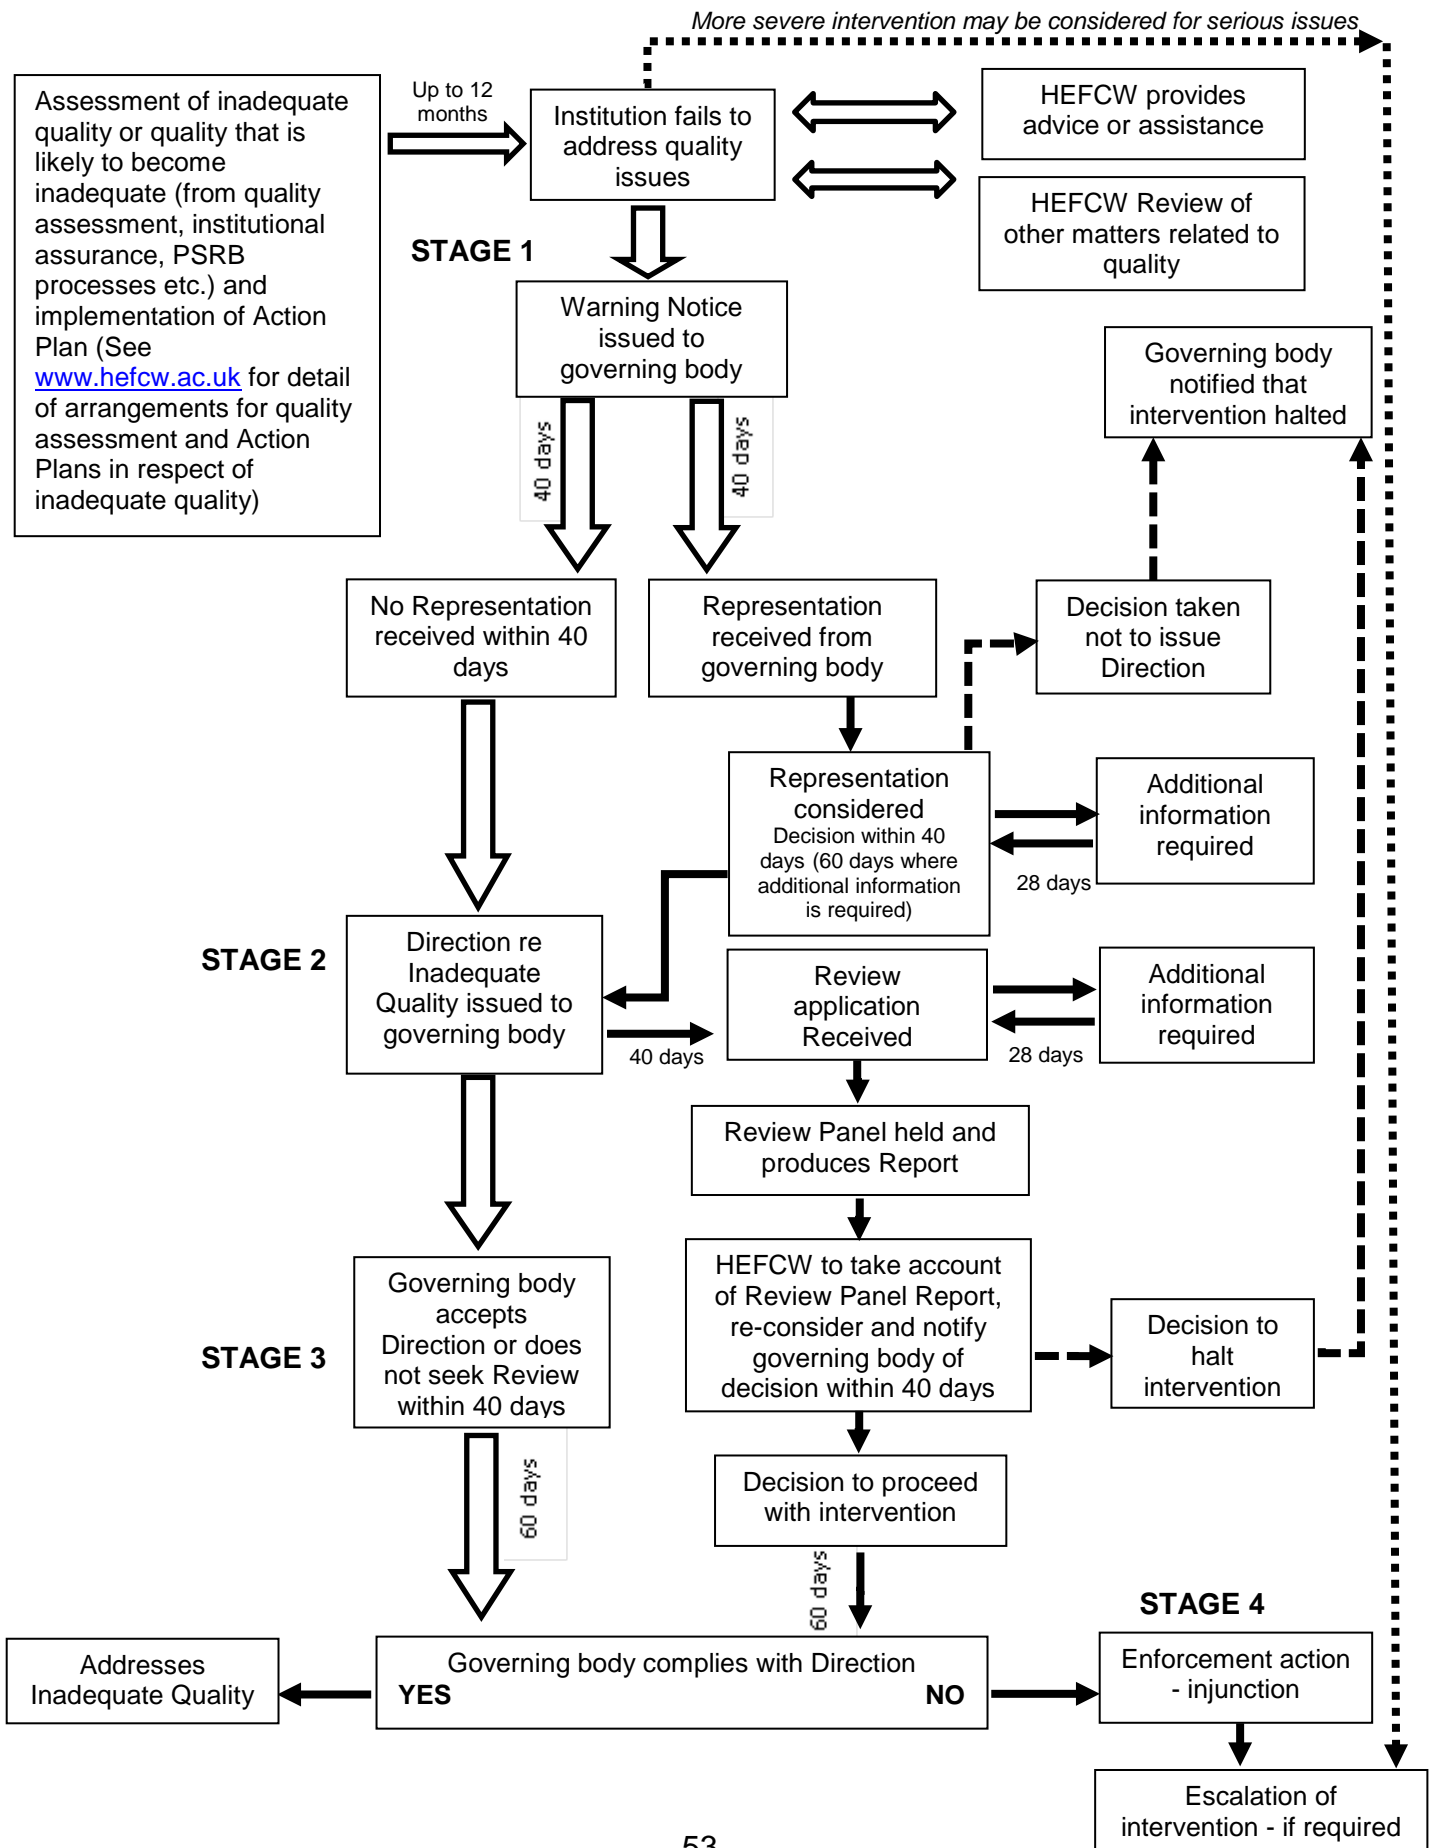 More severe intervention may be considered for serious issues
Assessment of inadequate
quality or quality that is
likely to become
inadequate (from quality
assessment, institutional
assurance, PSRB
processes etc.) and
implementation of Action
Plan (See
www.hefcw.ac.uk for detail
of arrangements for quality
assessment and Action
Plans in respect of
inadequate quality)
Up to 12
months
Institution fails to
address quality
issues
HEFCW provides
advice or assistance
HEFCW Review of
other matters related to
quality
STAGE 1
Warning Notice
issued to
governing body
Governing body
notified that
intervention halted
40 days
40 days
No Representation
received within 40
days
Representation
received from
governing body
Decision taken
not to issue
Direction
Representation
considered
Decision within 40
days (60 days where
additional information
is required)
Additional
information
required
28 days
STAGE 2
Direction re
Inadequate
Quality issued to
governing body
40 days
Review
application
Received
Additional
information
required
28 days
Review Panel held and
produces Report
STAGE 3
Governing body
accepts
Direction or does
not seek Review
within 40 days
HEFCW to take account
of Review Panel Report,
re-consider and notify
governing body of
decision within 40 days
Decision to
halt
intervention
60 days
Decision to proceed
with intervention
60 days
STAGE 4
Addresses
Inadequate Quality
Governing body complies with Direction
YES NO
Enforcement action
- injunction
Escalation of
intervention - if required
53